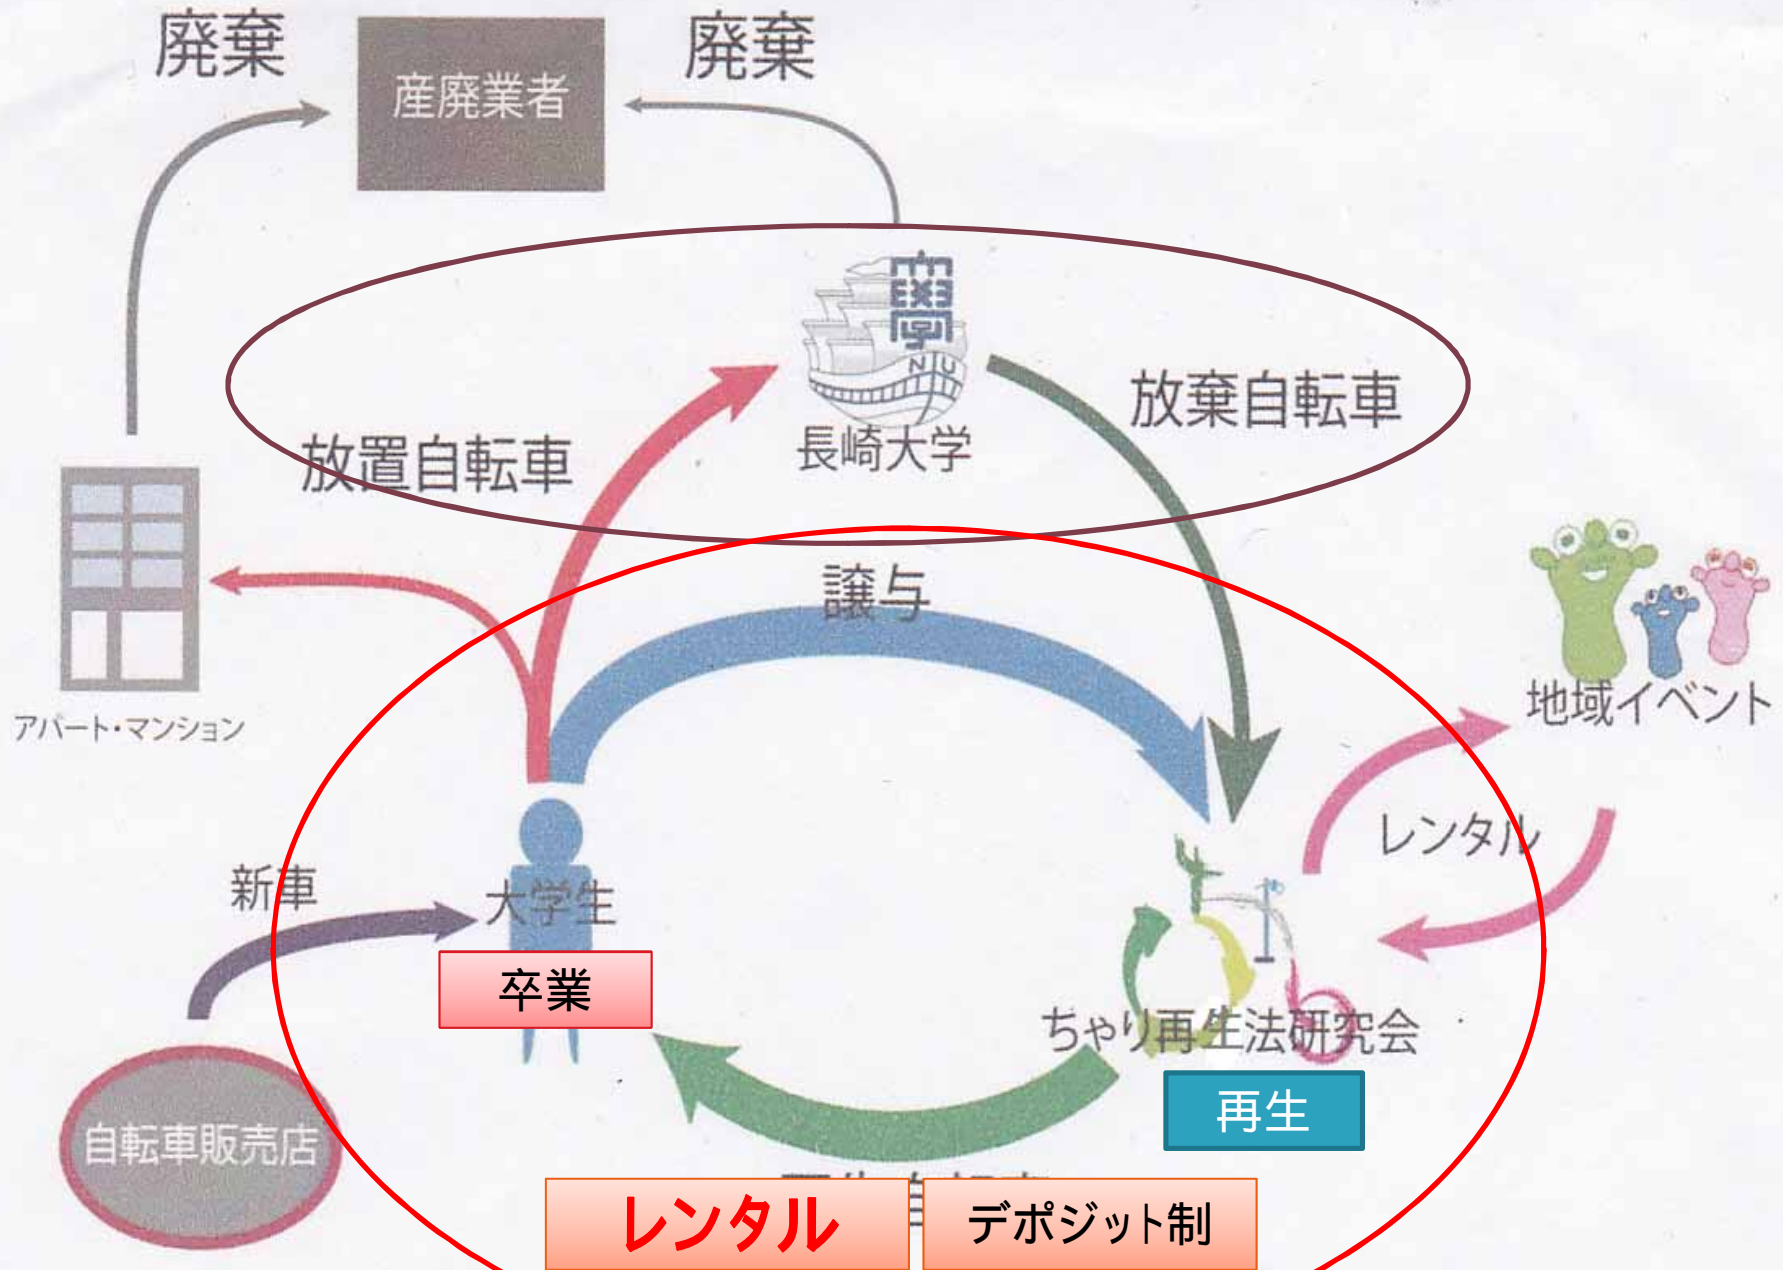 廃棄
産廃業者
廃棄
學
NU
長崎大学
放置自転車
放棄自転車
譲与
アパート・マンション
地域イベント
レンタル
新車
大学生
卒業
ちゃり再生法研究会
再生
自転車販売店
レンタル
デポジット制